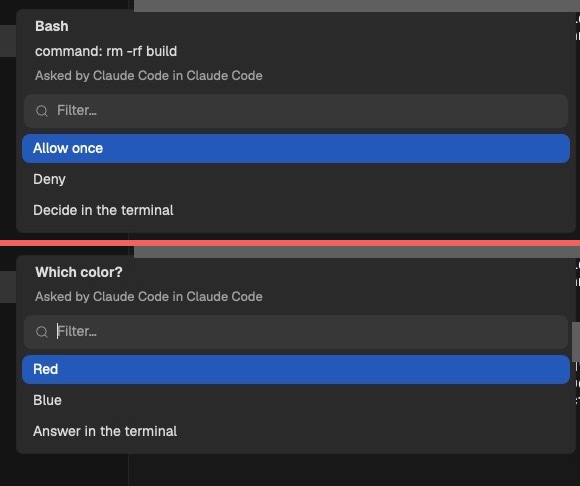 Bash
command: rm -rf build
Asked by Claude Code in Claude Code
Filter...
Allow once
Deny
Decide in the terminal
Which color?
Asked by Claude Code in Claude Code
Filter...
Red
Blue
Answer in the terminal